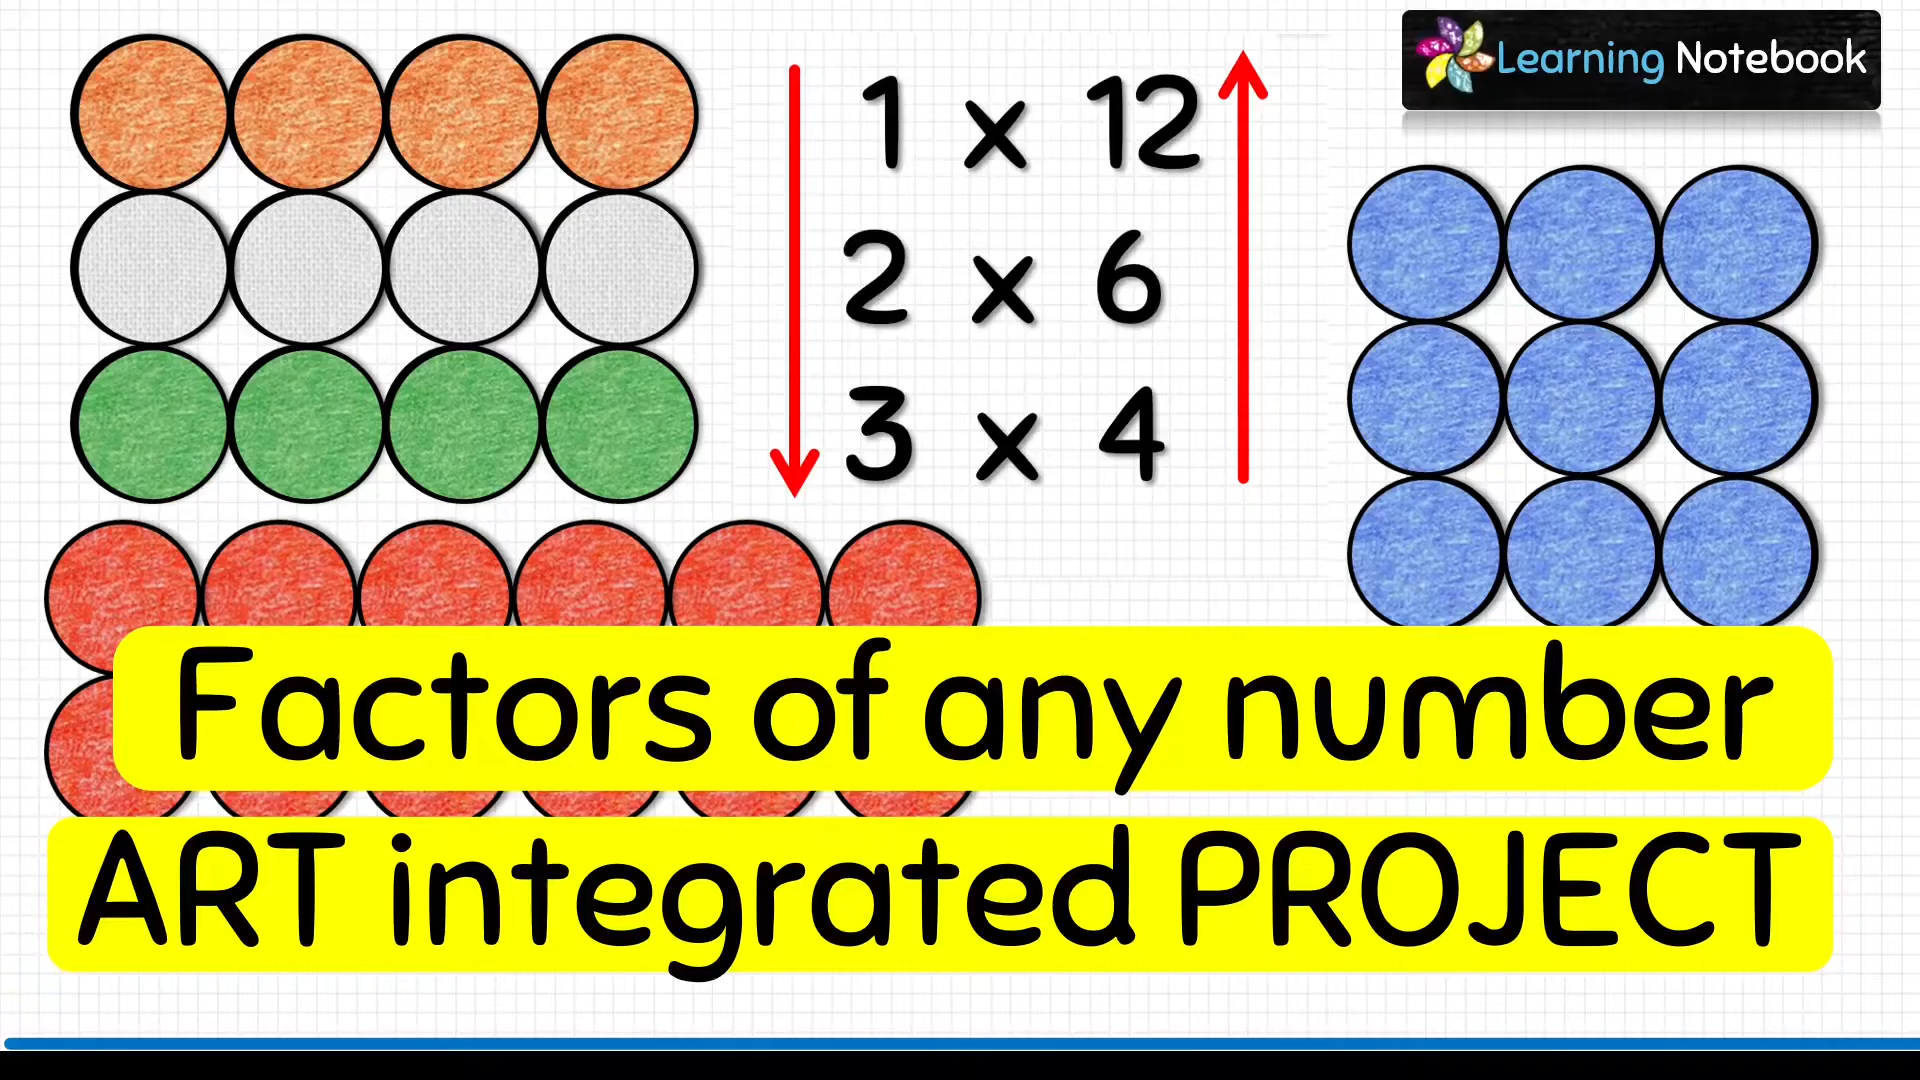 Learning Notebook
1 x 12
2 x 6
3 x 4
Factors of any number
ART integrated PROJECT